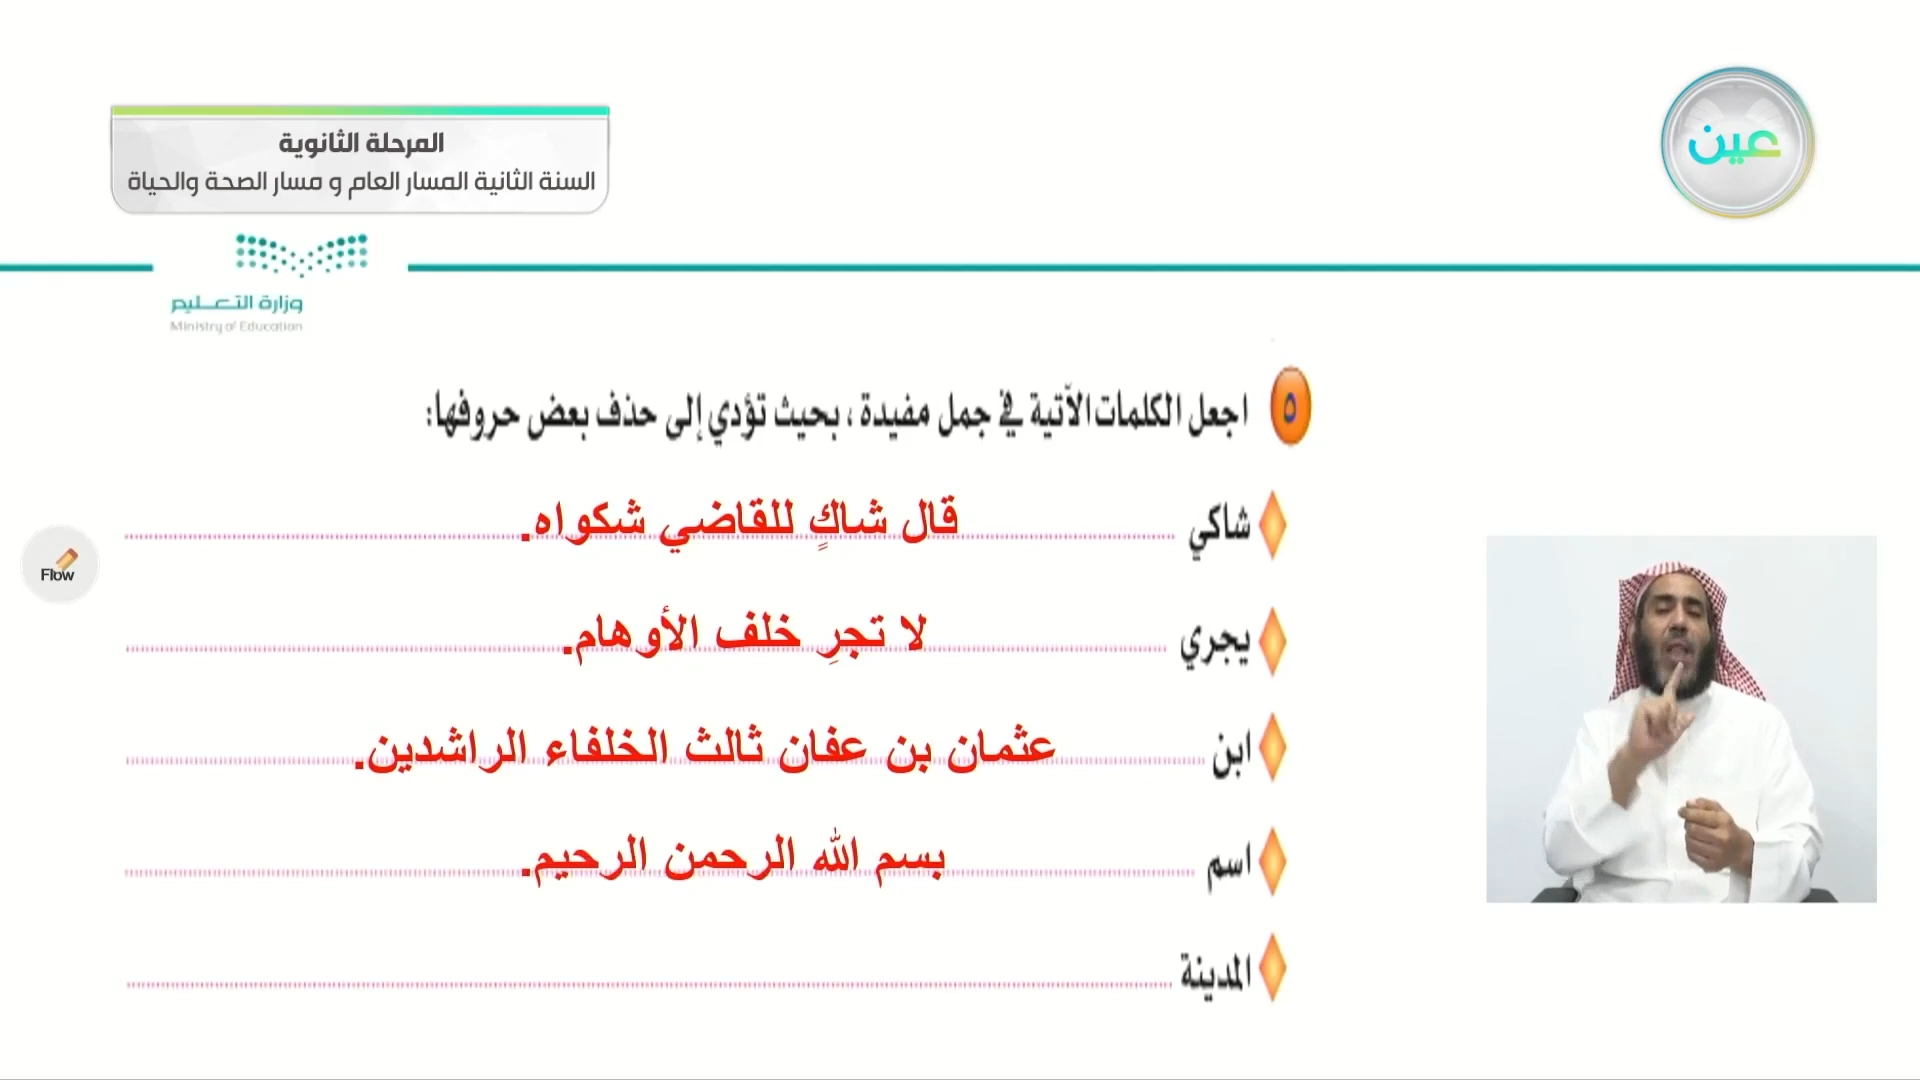 عين
المرحلة الثانوية
السنة الثانية المسار العام و مسار الصحة والحياة
وزارة التعـــليم
Ministry of Education
٥ اجعل الكلمات الآتية في جمل مفيدة، بحيث تؤدي إلى حذف بعض حروفها:
شاكي قال شاكٍ للقاضي شكواه.
يجري لا تجرِ خلف الأوهام.
ابن عثمان بن عفان ثالث الخلفاء الراشدين.
اسم بسم الله الرحمن الرحيم.
المدينة
Flow